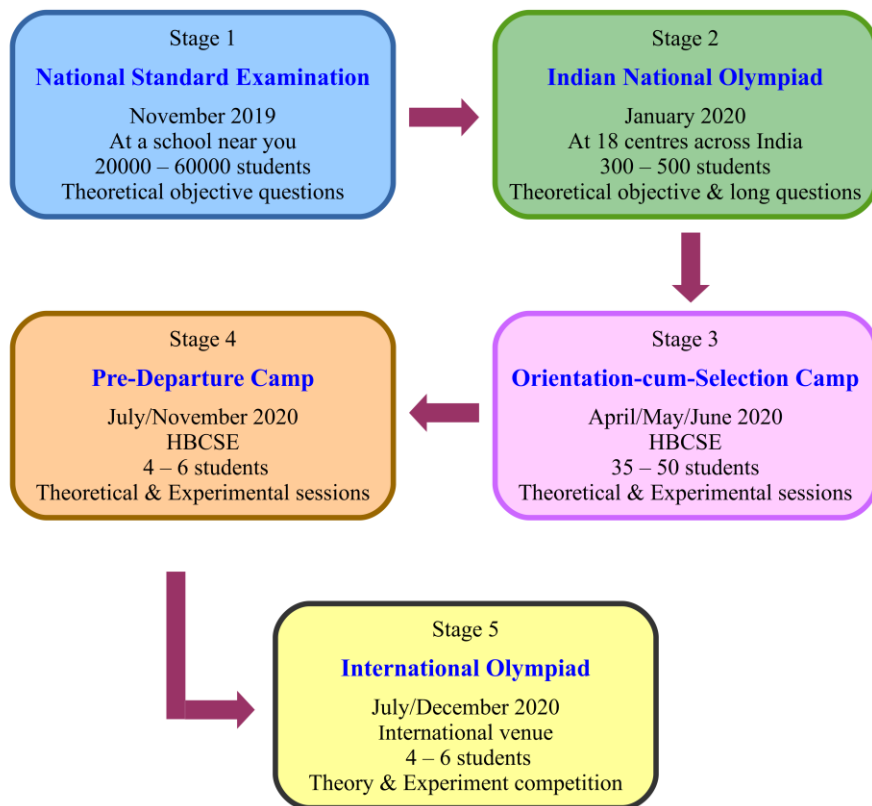 Stage 1
National Standard Examination
November 2019
At a school near you
20000 – 60000 students
Theoretical objective questions
Stage 2
Indian National Olympiad
January 2020
At 18 centres across India
300 – 500 students
Theoretical objective & long questions
Stage 3
Orientation-cum-Selection Camp
April/May/June 2020
HBCSE
35 – 50 students
Theoretical & Experimental sessions
Stage 4
Pre-Departure Camp
July/November 2020
HBCSE
4 – 6 students
Theoretical & Experimental sessions
Stage 5
International Olympiad
July/December 2020
International venue
4 – 6 students
Theory & Experiment competition